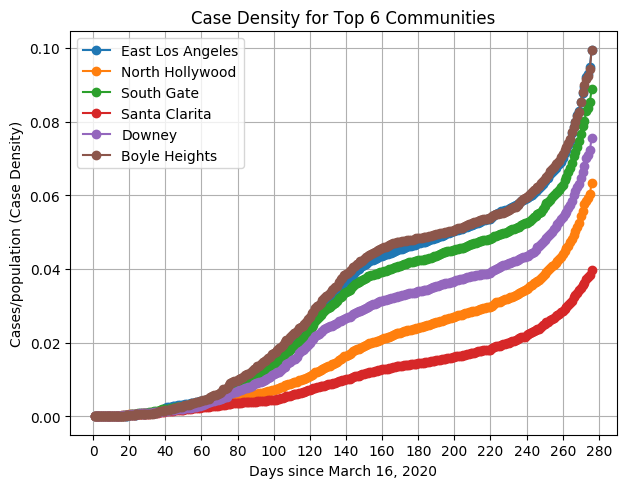 Case Density for Top 6 Communities
Cases/population (Case Density)
0.10
0.08
0.06
0.04
0.02
0.00
East Los Angeles
North Hollywood
South Gate
Santa Clarita
Downey
Boyle Heights
0 20 40 60 80 100 120 140 160 180 200 220 240 260 280
Days since March 16, 2020